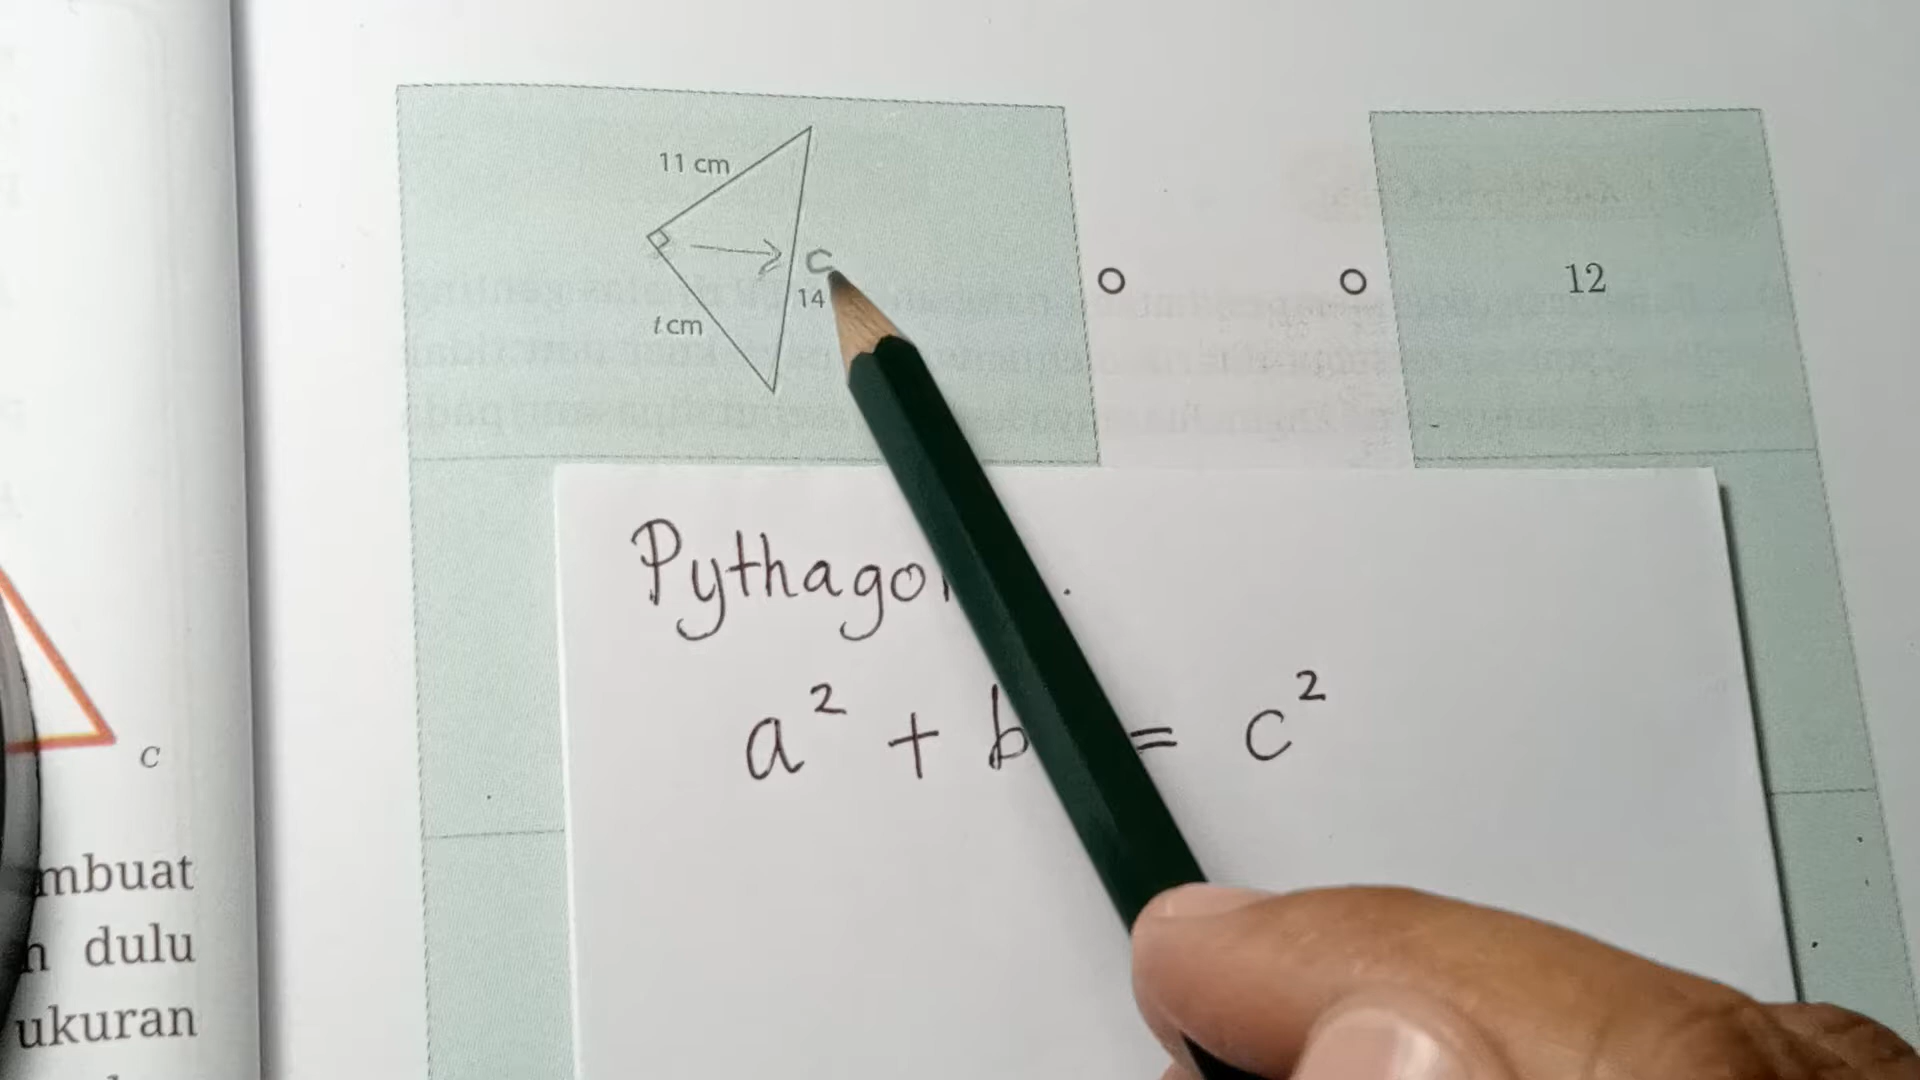 11 cm
c
14
t cm
12
Pythago
a² + b = c²
c
mbuat
dulu
ukuran